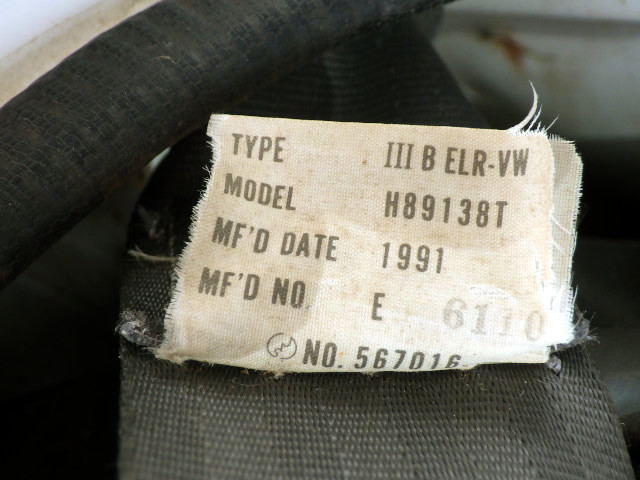 TYPE III B ELR-VW
MODEL H89138T
MF'D DATE 1991
MF'D NO. E 6110
NO. 567016